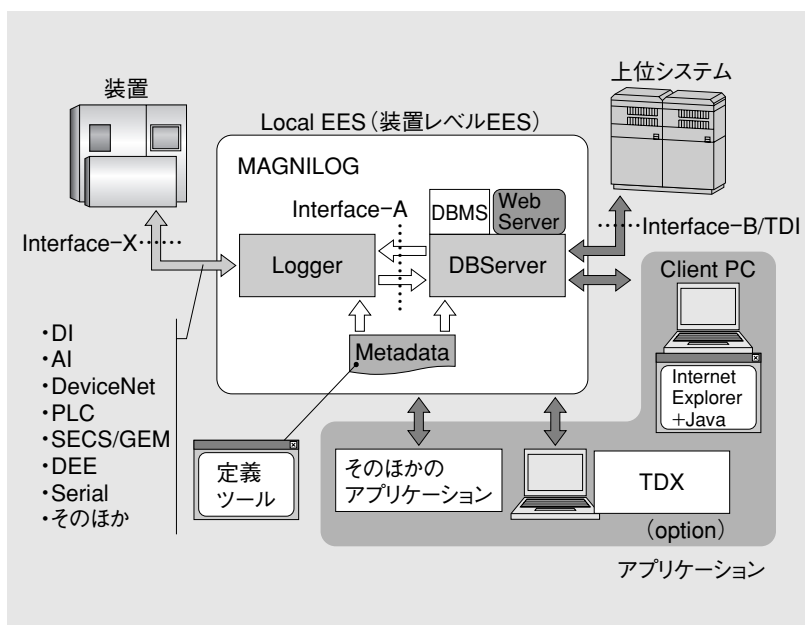 装置
上位システム
Local EES(装置レベルEES)
MAGNILOG
Interface-A
DBMS
Web
Server
Interface-X……
……Interface-B/TDI
Logger
DBServer
Client PC
Metadata
・DI
・AI
・DeviceNet
・PLC
・SECS/GEM
・DEE
・Serial
・そのほか
Internet
Explorer
+Java
定義
ツール
そのほかの
アプリケーション
TDX
(option)
アプリケーション